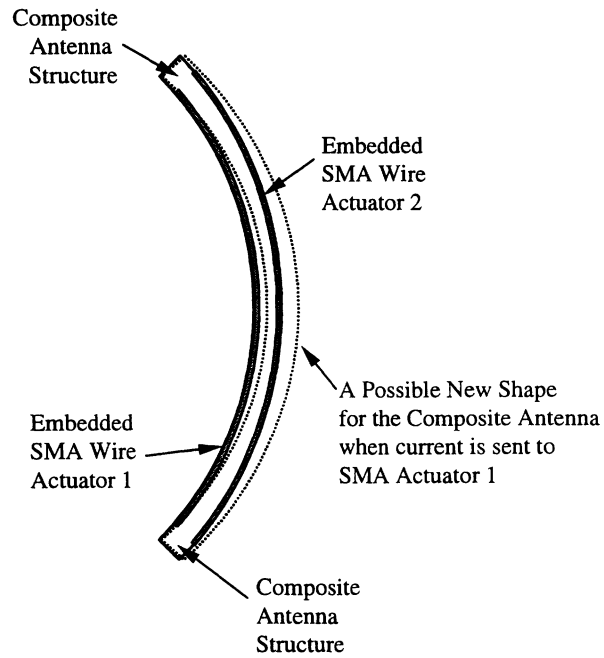 Composite
Antenna
Structure
Embedded
SMA Wire
Actuator 2
A Possible New Shape
for the Composite Antenna
when current is sent to
SMA Actuator 1
Embedded
SMA Wire
Actuator 1
Composite
Antenna
Structure